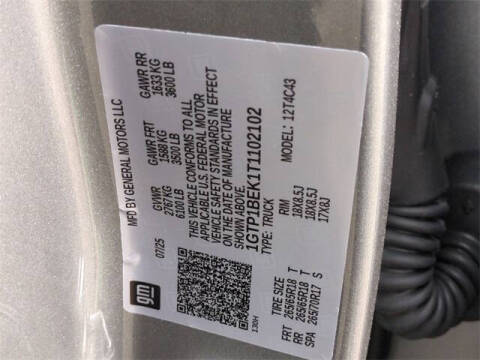 MFD BY GENERAL MOTORS LLC
07/25
GVWR
2767 KG
6100 LB
GAWR FRT
1588 KG
3500 LB
GAWR RR
1633 KG
3600 LB
THIS VEHICLE CONFORMS TO ALL
APPLICABLE U.S. FEDERAL MOTOR
VEHICLE SAFETY STANDARDS IN EFFECT
ON THE DATE OF MANUFACTURE
SHOWN ABOVE.
1GTP1BEK1T1102102
TYPE: TRUCK
MODEL: 12T4C43
gm
1380H
TIRE SIZE
RIM
FRT 265/65R18 T 18X8.5J
RR 265/65R18 T 18X8.5J
SPA 265/70R17 S 17X8J